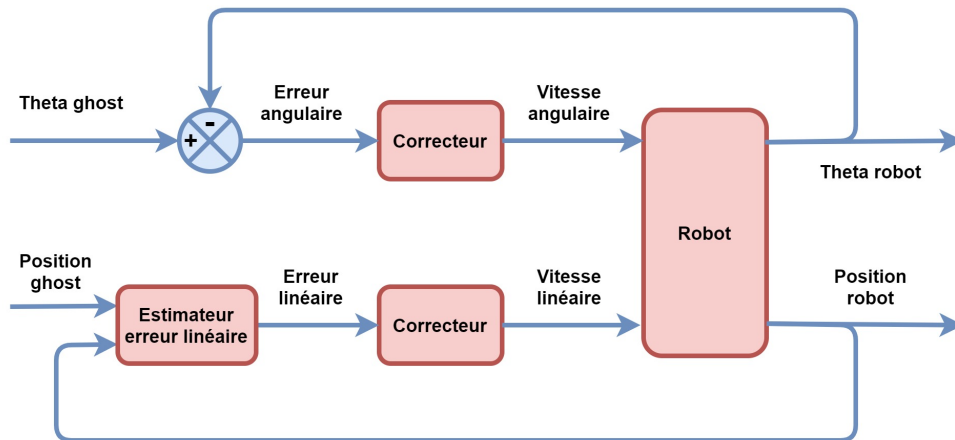 Theta ghost
-
+
Erreur
angulaire
Correcteur
Vitesse
angulaire
Theta robot
Robot
Position
ghost
Estimateur
erreur linéaire
Erreur
linéaire
Correcteur
Vitesse
linéaire
Position
robot